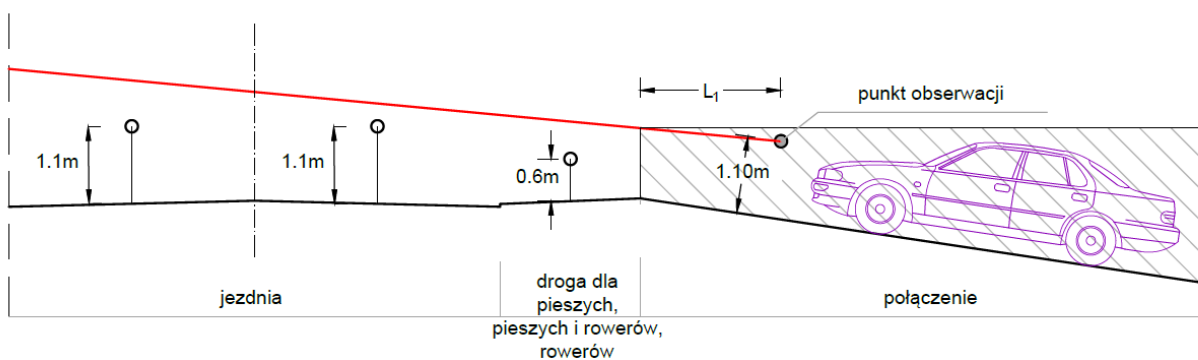 L1
punkt obserwacji
1.1m
1.1m
0.6m
1.10m
jezdnia
droga dla
pieszych,
pieszych i rowerów,
rowerów
połączenie